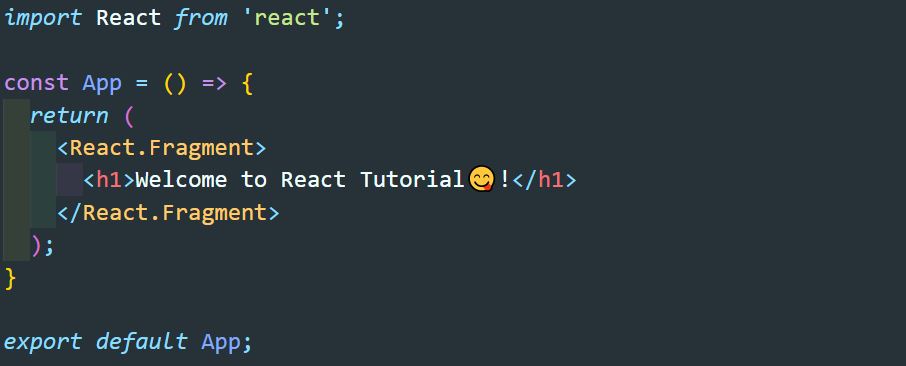 import React from 'react';
const App = () => {
return (
<React.Fragment>
<h1>Welcome to React Tutorial😋!</h1>
</React.Fragment>
);
}
export default App;